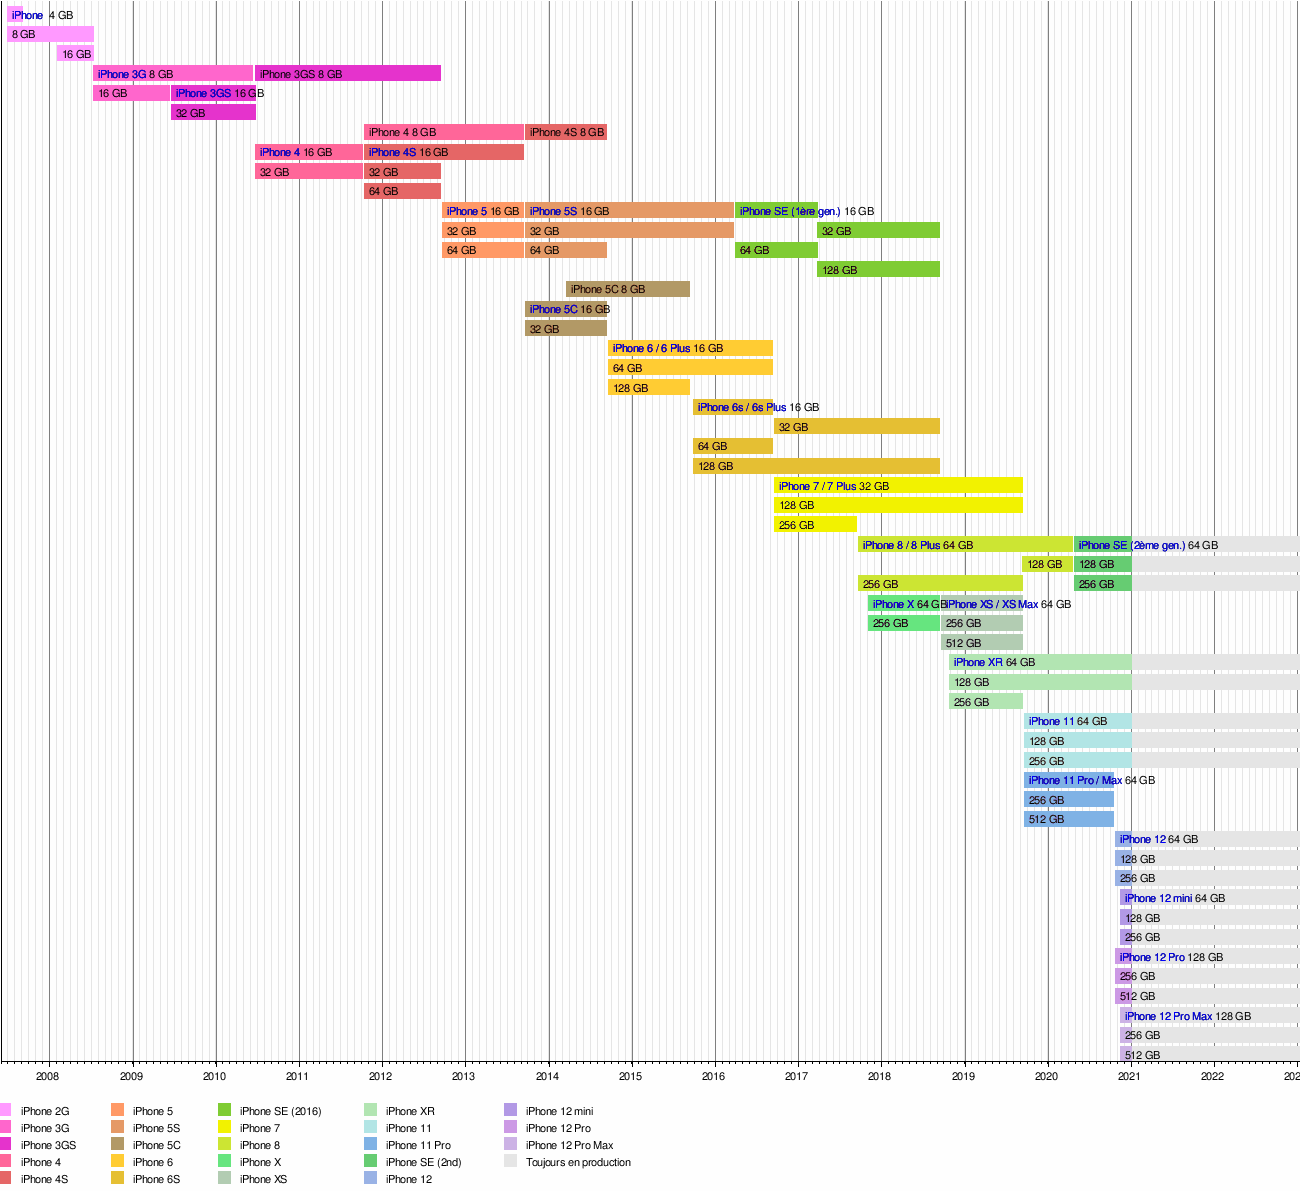 iPhone 4 GB
8 GB
16 GB
iPhone 3G 8 GB iPhone 3GS 8 GB
16 GB iPhone 3GS 16 GB
32 GB
iPhone 4 8 GB iPhone 4S 8 GB
iPhone 4 16 GB iPhone 4S 16 GB
32 GB 32 GB
64 GB
iPhone 5 16 GB iPhone 5S 16 GB iPhone SE (1ère gen.) 16 GB
32 GB 32 GB 32 GB
64 GB 64 GB 64 GB
128 GB
iPhone 5C 8 GB
iPhone 5C 16 GB
32 GB
iPhone 6 / 6 Plus 16 GB
64 GB
128 GB
iPhone 6s / 6s Plus 16 GB
32 GB
64 GB
128 GB
iPhone 7 / 7 Plus 32 GB
128 GB
256 GB
iPhone 8 / 8 Plus 64 GB iPhone SE (2ème gen.) 64 GB
128 GB 128 GB
256 GB 256 GB
iPhone X 64 GB iPhone XS / XS Max 64 GB
256 GB 256 GB
512 GB
iPhone XR 64 GB
128 GB
256 GB
iPhone 11 64 GB
128 GB
256 GB
iPhone 11 Pro / Max 64 GB
256 GB
512 GB
iPhone 12 64 GB
128 GB
256 GB
iPhone 12 mini 64 GB
128 GB
256 GB
iPhone 12 Pro 128 GB
256 GB
512 GB
iPhone 12 Pro Max 128 GB
256 GB
512 GB
2008 2009 2010 2011 2012 2013 2014 2015 2016 2017 2018 2019 2020 2021 2022
iPhone 2G iPhone 5 iPhone SE (2016) iPhone XR iPhone 12 mini
iPhone 3G iPhone 5S iPhone 7 iPhone 11 iPhone 12 Pro
iPhone 3GS iPhone 5C iPhone 8 iPhone 11 Pro iPhone 12 Pro Max
iPhone 4 iPhone 6 iPhone X iPhone SE (2nd) Toujours en production
iPhone 4S iPhone 6S iPhone XS iPhone 12